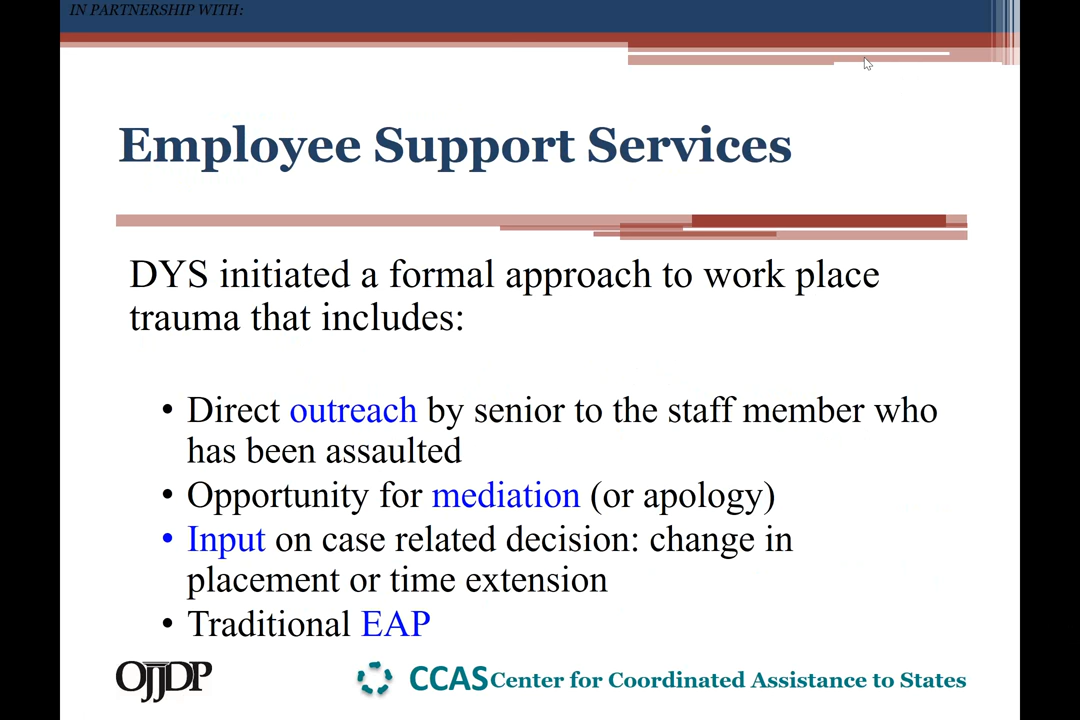 IN PARTNERSHIP WITH:
Employee Support Services
DYS initiated a formal approach to work place
trauma that includes:
• Direct outreach by senior to the staff member who
has been assaulted
• Opportunity for mediation (or apology)
• Input on case related decision: change in
placement or time extension
• Traditional EAP
OJJDP
CCAS Center for Coordinated Assistance to States